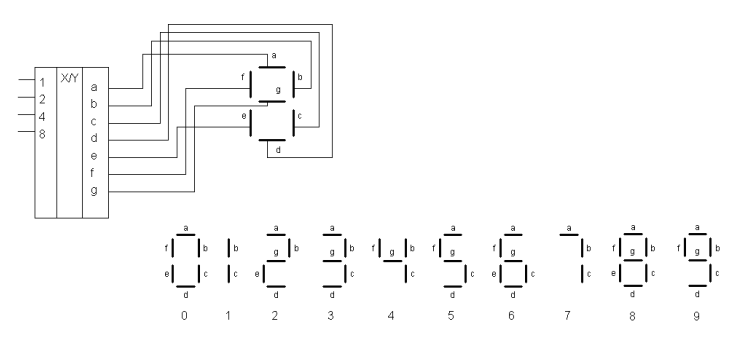 1 X/Y a
2 b
4 c
8 d
e
f
g
a
f b
g
e c
d
a a a a a a a a
f b b b b f b f f b f b f b
g g g g g g g
e c c e c c c e c c e c c
d d d d d d d
0 1 2 3 4 5 6 7 8 9